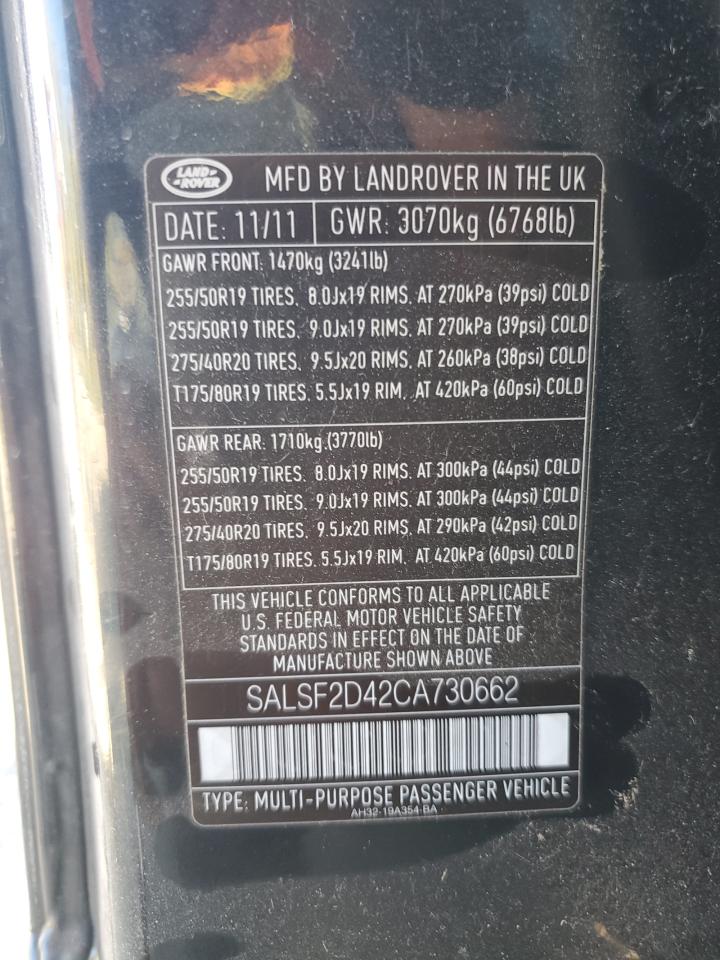 LAND ROVER
MFD BY LANDROVER IN THE UK
DATE: 11/11
GWR: 3070kg (6768lb)
GAWR FRONT: 1470kg (3241lb)
255/50R19 TIRES, 8.0Jx19 RIMS, AT 270kPa (39psi) COLD
255/50R19 TIRES, 9.0Jx19 RIMS, AT 270kPa (39psi) COLD
275/40R20 TIRES, 9.5Jx20 RIMS, AT 260kPa (38psi) COLD
T175/80R19 TIRES, 5.5Jx19 RIM, AT 420kPa (60psi) COLD
GAWR REAR: 1710kg.(3770lb)
255/50R19 TIRES, 8.0Jx19 RIMS, AT 300kPa (44psi) COLD
255/50R19 TIRES, 9.0Jx19 RIMS, AT 300kPa (44psi) COLD
275/40R20 TIRES, 9.5Jx20 RIMS, AT 290kPa (42psi) COLD
T175/80R19 TIRES, 5.5Jx19 RIM, AT 420kPa (60psi) COLD
THIS VEHICLE CONFORMS TO ALL APPLICABLE
U.S. FEDERAL MOTOR VEHICLE SAFETY
STANDARDS IN EFFECT ON THE DATE OF
MANUFACTURE SHOWN ABOVE
SALSF2D42CA730662
TYPE: MULTI-PURPOSE PASSENGER VEHICLE
AH32-19A354-BA